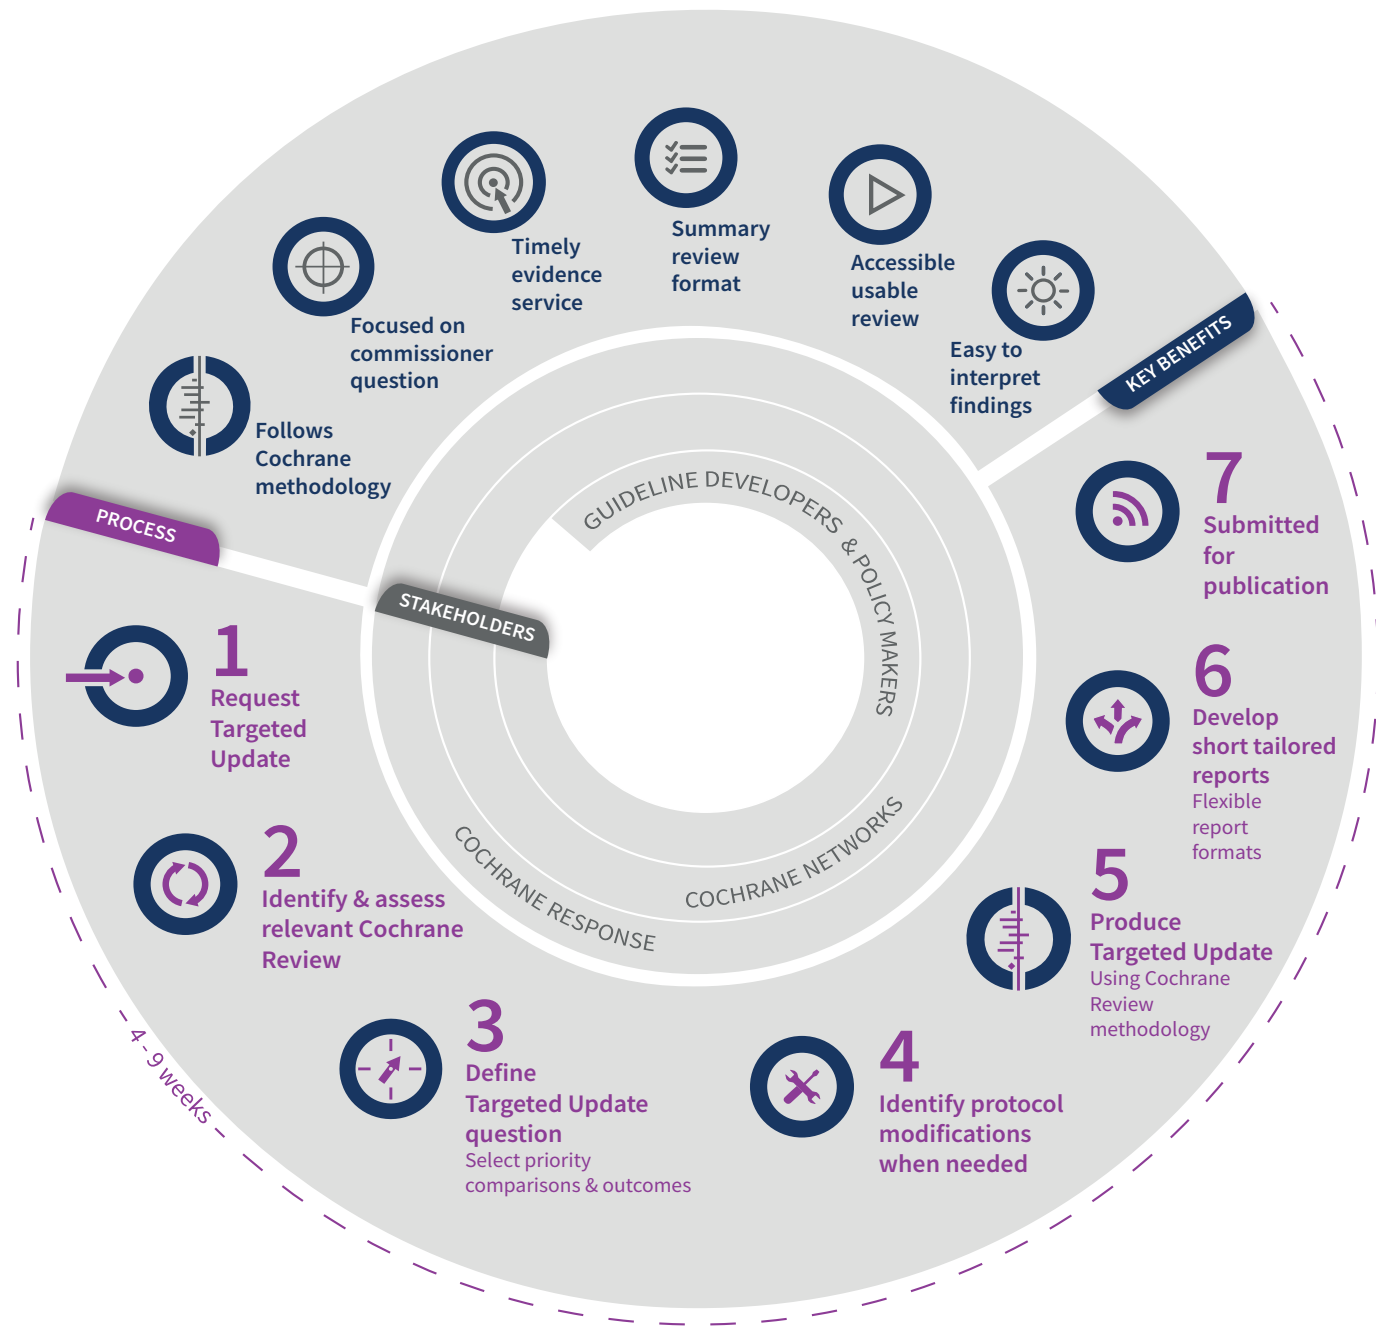 Follows
Cochrane
methodology
Focused on
commissioner
question
Timely
evidence
service
Summary
review
format
Accessible
usable
review
Easy to
interpret
findings
KEY BENEFITS
PROCESS
STAKEHOLDERS
GUIDELINE DEVELOPERS & POLICY MAKERS
COCHRANE NETWORKS
COCHRANE RESPONSE
1
Request
Targeted
Update
2
Identify & assess
relevant Cochrane
Review
3
Define
Targeted Update
question
Select priority
comparisons & outcomes
4
Identify protocol
modifications
when needed
5
Produce
Targeted Update
Using Cochrane
Review
methodology
6
Develop
short tailored
reports
Flexible
report
formats
7
Submitted
for
publication
4 - 9 weeks